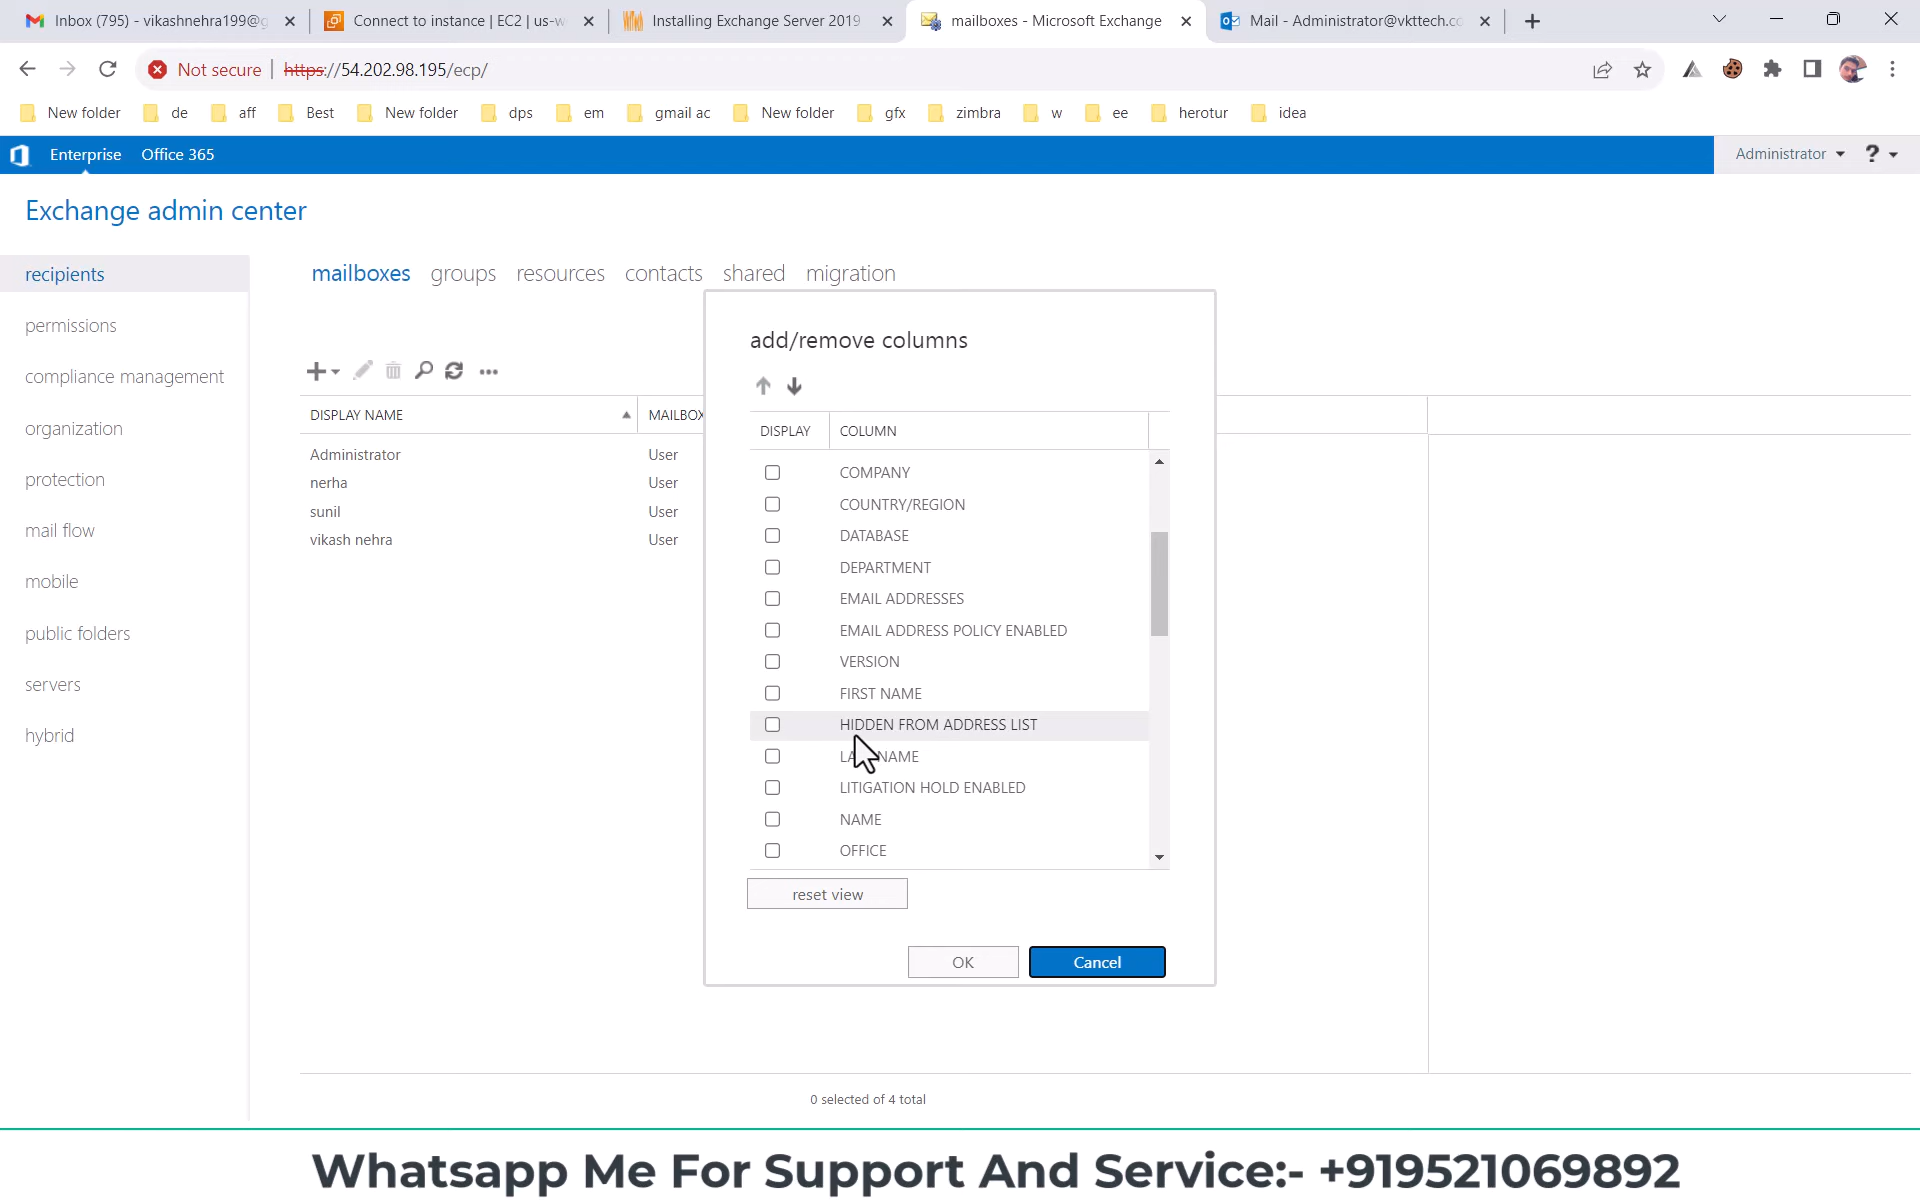 Inbox (795) - vikashnehra199@g
Connect to instance | EC2 | us-w
Installing Exchange Server 2019
mailboxes - Microsoft Exchange
Mail - Administrator@vkttech.co
Not secure | https://54.202.98.195/ecp/
New folder de aff Best New folder dps em gmail ac New folder gfx zimbra w ee herotur idea
Enterprise Office 365
Administrator ?
Exchange admin center
recipients
permissions
compliance management
organization
protection
mail flow
mobile
public folders
servers
hybrid
mailboxes groups resources contacts shared migration
DISPLAY NAME MAILBOX
Administrator User
nerha User
sunil User
vikash nehra User
add/remove columns
DISPLAY COLUMN
COMPANY
COUNTRY/REGION
DATABASE
DEPARTMENT
EMAIL ADDRESSES
EMAIL ADDRESS POLICY ENABLED
VERSION
FIRST NAME
HIDDEN FROM ADDRESS LIST
NAME
LITIGATION HOLD ENABLED
NAME
OFFICE
reset view
OK Cancel
0 selected of 4 total
Whatsapp Me For Support And Service:- +919521069892